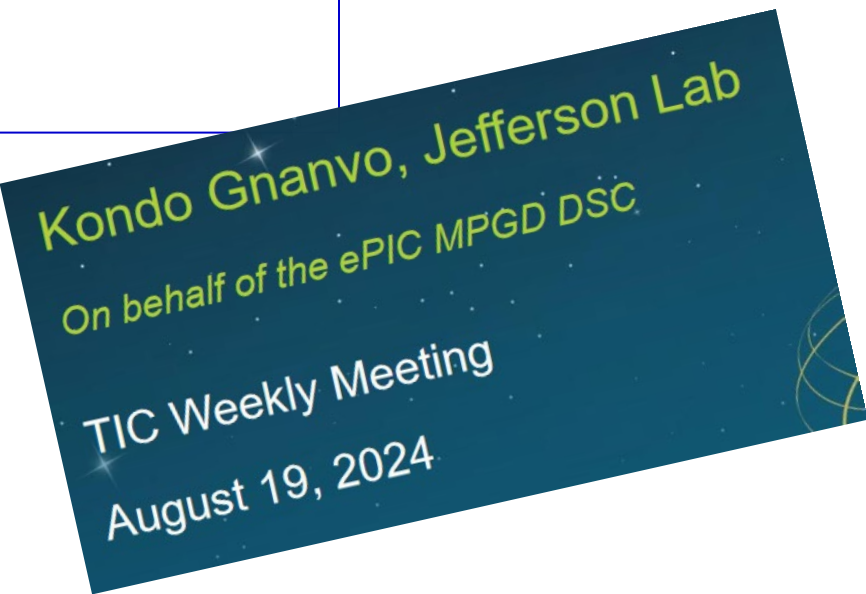 Kondo Gnanvo, Jefferson Lab
On behalf of the ePIC MPGD DSC
TIC Weekly Meeting
August 19, 2024